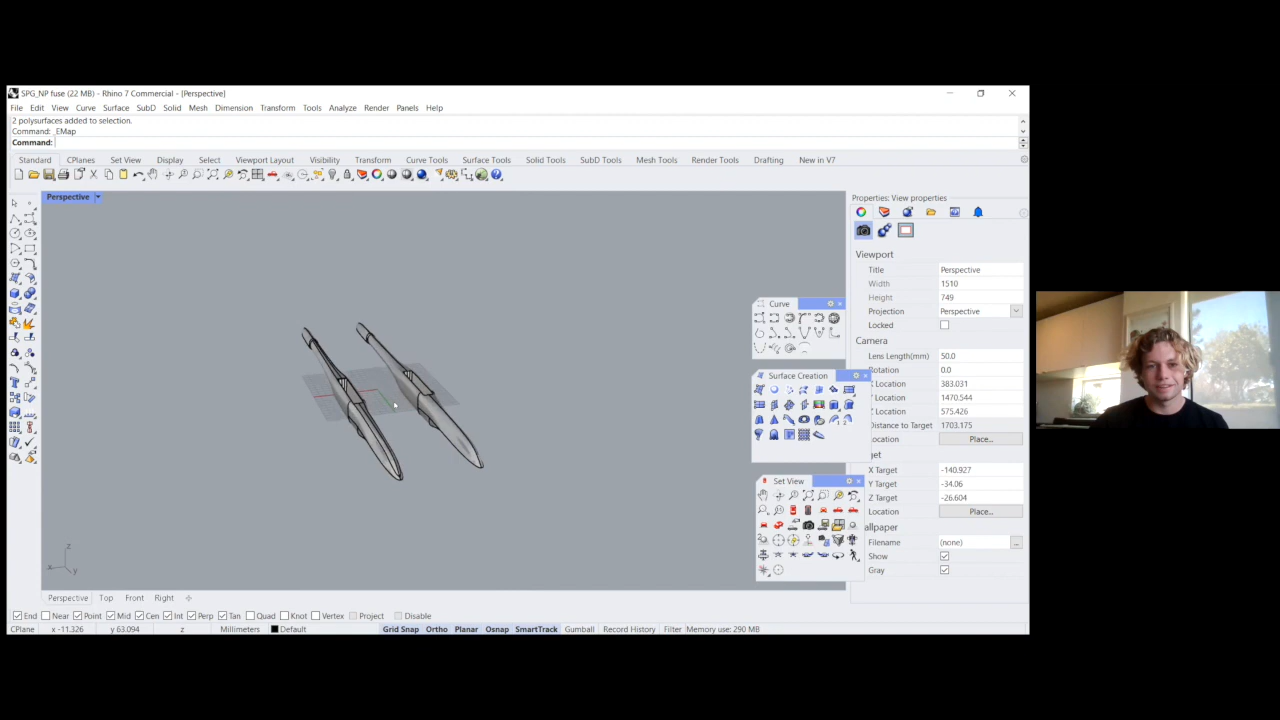 SPG_NP fuse (22 MB) - Rhino 7 Commercial - [Perspective]
File Edit View Curve Surface SubD Solid Mesh Dimension Transform Tools Analyze Render Panels Help
2 polysurfaces added to selection.
Command: _EMap
Command:
Standard CPlanes Set View Display Select Viewport Layout Visibility Transform Curve Tools Surface Tools Solid Tools SubD Tools Mesh Tools Render Tools Drafting New in V7
Perspective
Properties: View properties
Viewport
Title Perspective
Width 1510
Height 749
Projection Perspective
Locked
Camera
Lens Length(mm) 50.0
Rotation 0.0
X Location 383.031
Y Location 1470.544
Z Location 575.426
Distance to Target 1703.175
Location Place...
get
X Target -140.927
Y Target -34.06
Z Target -26.604
Location Place...
allpaper
Filename (none) ...
Show
Gray
Curve
Surface Creation
Set View
z
x
y
Perspective Top Front Right
End Near Point Mid Cen Int Perp Tan Quad Knot Vertex Project Disable
CPlane x -11.326 y 63.094 z Millimeters Default Grid Snap Ortho Planar Osnap SmartTrack Gumball Record History Filter Memory use: 290 MB